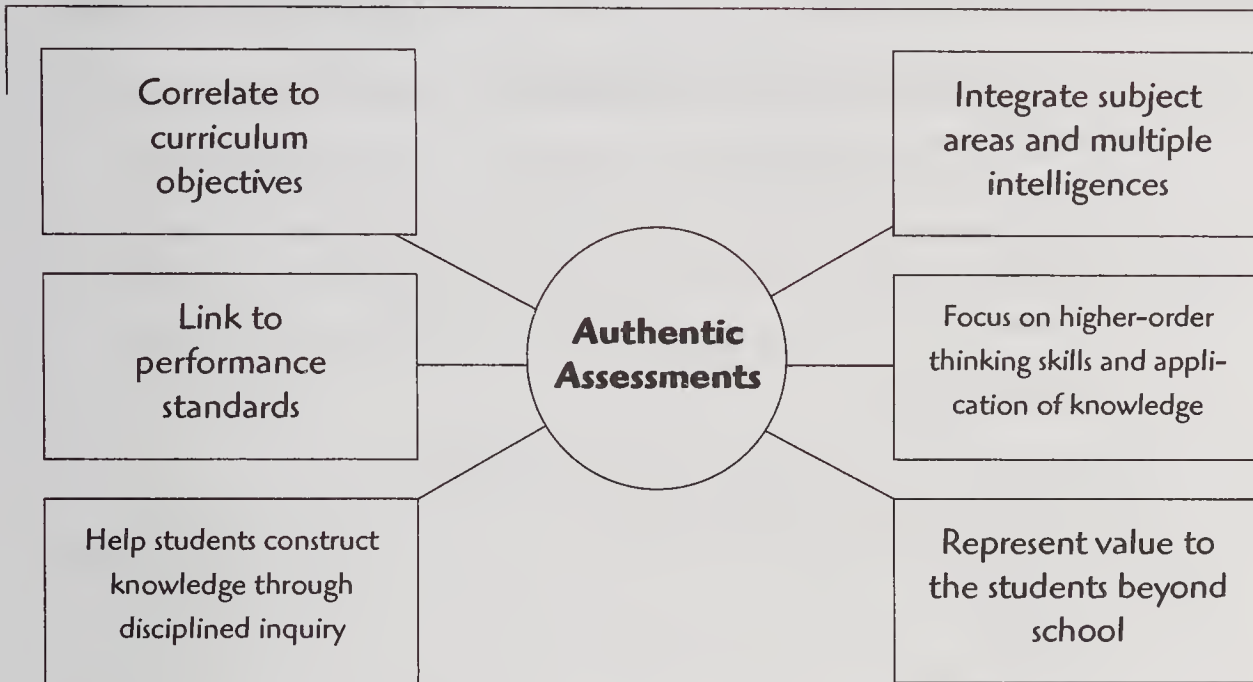 Correlate to
curriculum
objectives
Link to
performance
standards
Help students construct
knowledge through
disciplined inquiry
Authentic
Assessments
Integrate subject
areas and multiple
intelligences
Focus on higher-order
thinking skills and appli-
cation of knowledge
Represent value to
the students beyond
school